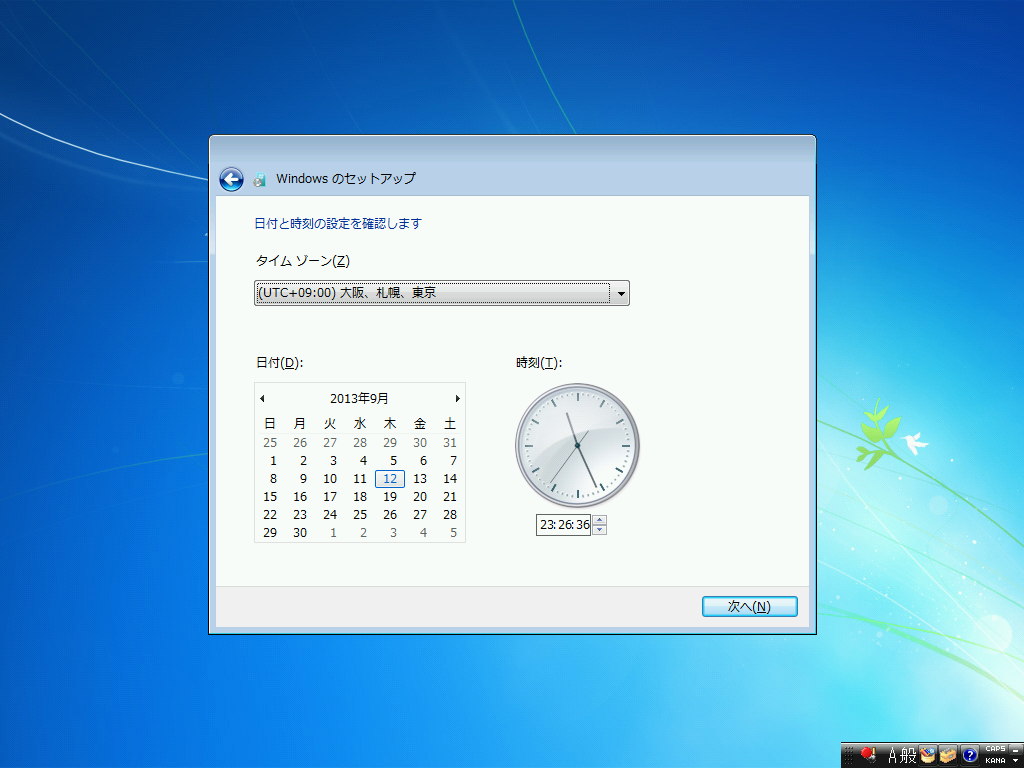 Windows のセットアップ
日付と時刻の設定を確認します
タイム ゾーン(Z)
(UTC+09:00) 大阪、札幌、東京
日付(D):
時刻(T):
2013年9月
日 月 火 水 木 金 土
25 26 27 28 29 30 31
1 2 3 4 5 6 7
8 9 10 11 12 13 14
15 16 17 18 19 20 21
22 23 24 25 26 27 28
29 30 1 2 3 4 5
23:26:36
次へ(N)
A 般
?
CAPS
KANA